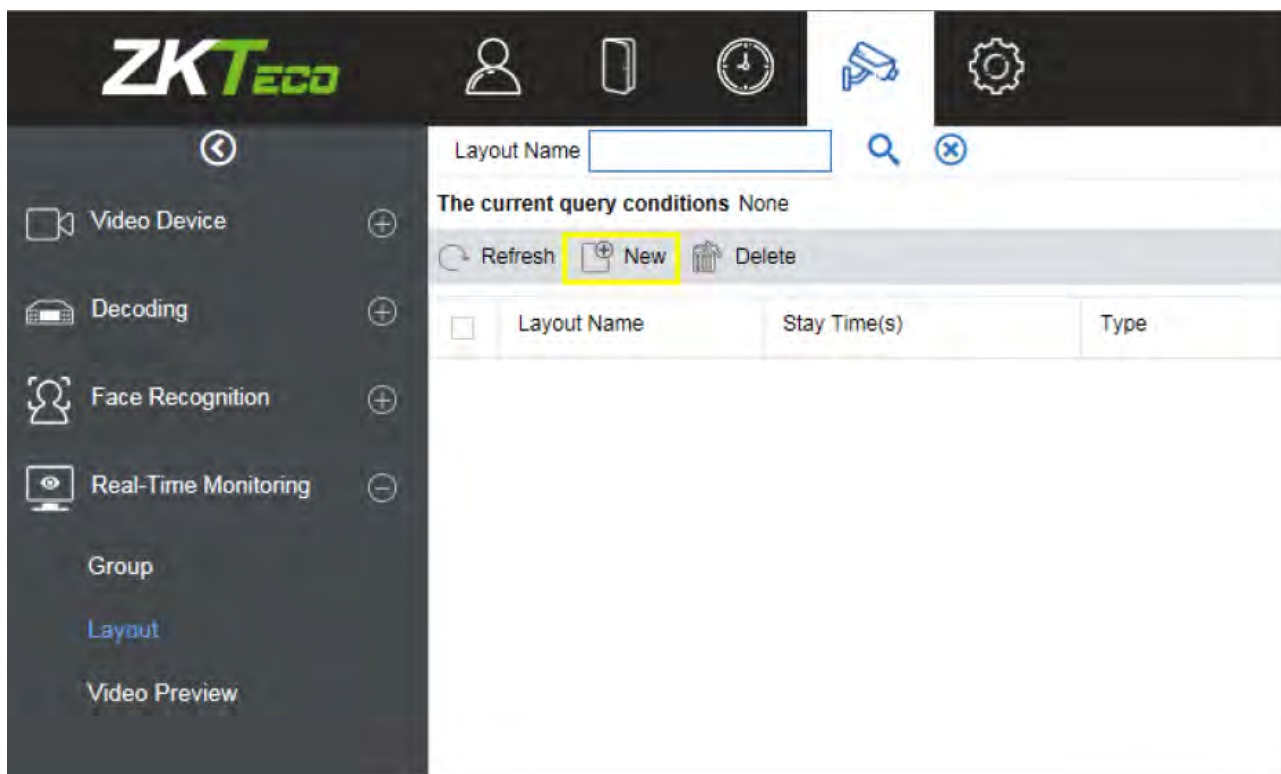 ZKTECO
Layout Name
Video Device
The current query conditions None
Refresh New Delete
Decoding
Layout Name Stay Time(s) Type
Face Recognition
Real-Time Monitoring
Group
Layout
Video Preview